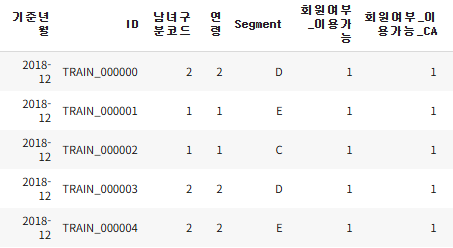 기준년월 ID 남녀구분코드 연령 Segment 회원여부_이용가능 회원여부_이용가능_CA
2018-12 TRAIN_000000 2 2 D 1 1
2018-12 TRAIN_000001 1 1 E 1 1
2018-12 TRAIN_000002 1 1 C 1 1
2018-12 TRAIN_000003 2 2 D 1 1
2018-12 TRAIN_000004 2 2 E 1 1